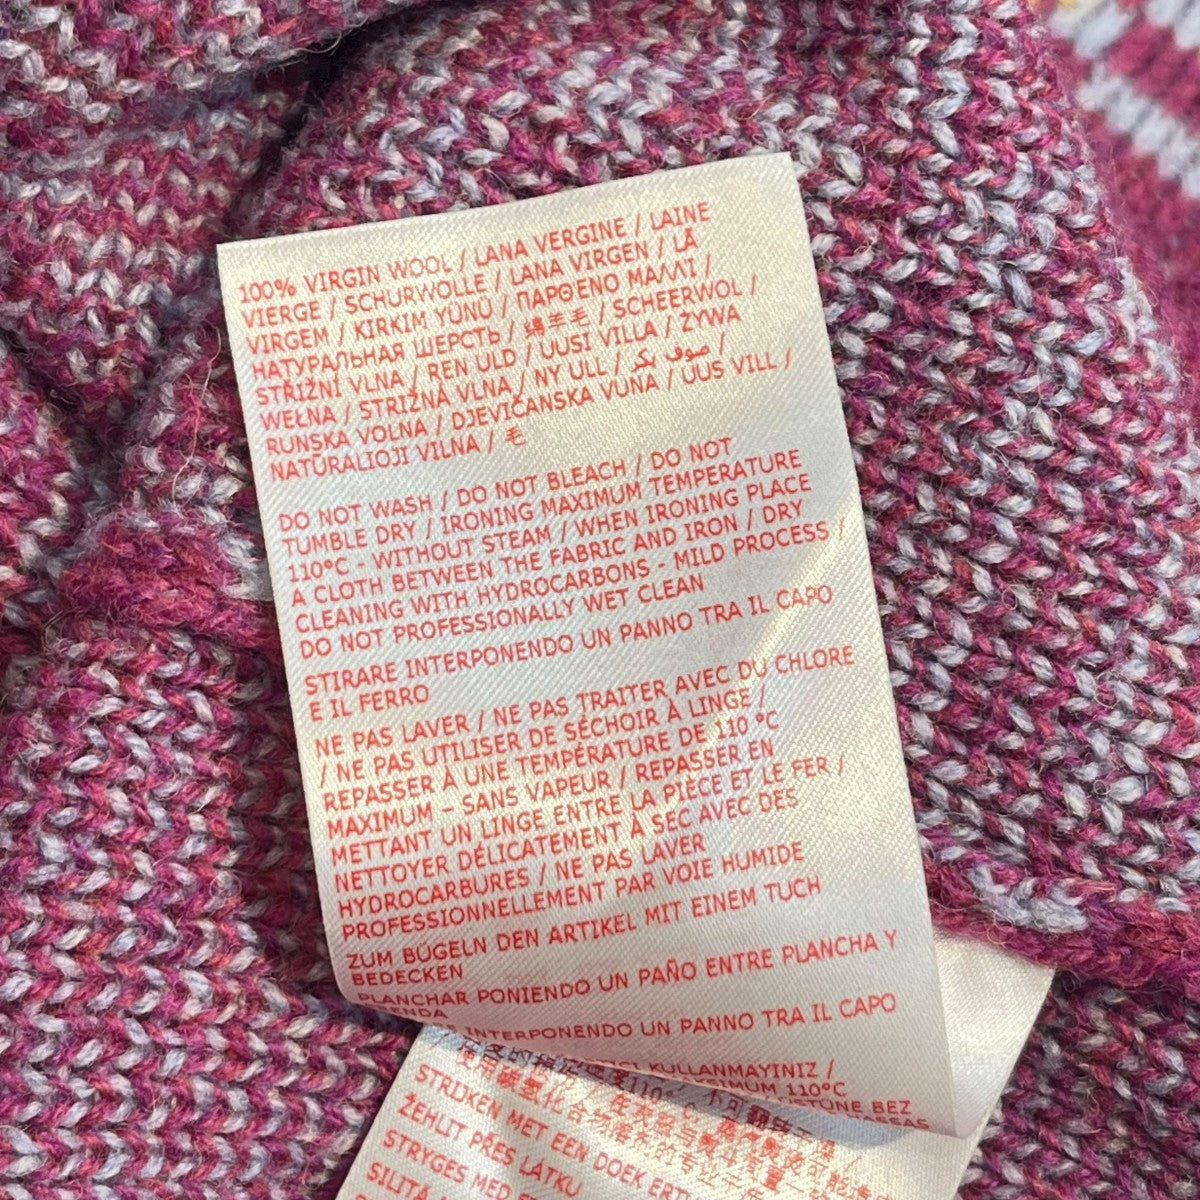 100% VIRGIN WOOL / LANA VERGINE / LAINE
VIERGE / SCHURWOLLE / LANA VIRGEN / LÃ
VIRGEM / KIRKIM YÜNÜ / ΠΑΡΘΕΝΟ ΜΑΛΛΙ /
НАТУРАЛЬНАЯ ШЕРСТЬ / 绵羊毛 / SCHEERWOL /
STŘIŽNÍ VLNA / REN ULD / UUSI VILLA / ŻYWA
WEŁNA / STRIŽNÁ VLNA / NY ULL / صوف بكر /
RUNSKA VOLNA / DJEVIČANSKA VUNA / UUS VILL /
NATŪRALIOJI VILNA / 毛
DO NOT WASH / DO NOT BLEACH / DO NOT
TUMBLE DRY / IRONING MAXIMUM TEMPERATURE
110°C - WITHOUT STEAM / WHEN IRONING PLACE
A CLOTH BETWEEN THE FABRIC AND IRON / DRY
CLEANING WITH HYDROCARBONS - MILD PROCESS /
DO NOT PROFESSIONALLY WET CLEAN
STIRARE INTERPONENDO UN PANNO TRA IL CAPO
E IL FERRO
NE PAS LAVER / NE PAS TRAITER AVEC DU CHLORE
/ NE PAS UTILISER DE SÉCHOIR À LINGE /
REPASSER À UNE TEMPÉRATURE DE 110 °C
MAXIMUM - SANS VAPEUR / REPASSER EN
METTANT UN LINGE ENTRE LA PIÈCE ET LE FER /
NETTOYER DÉLICATEMENT À SEC AVEC DES
HYDROCARBURES / NE PAS LAVER
PROFESSIONNELLEMENT PAR VOIE HUMIDE
ZUM BÜGELN DEN ARTIKEL MIT EINEM TUCH
BEDECKEN
PLANCHAR PONIENDO UN PAÑO ENTRE PLANCHA Y
INTERPONENDO UN PANNO TRA IL CAPO
KULLANMAYINIZ /
110°C
BEZ
STRIJKEN MET EEN DOEK
ŽEHLIT PŘES LÁTKU
STRYGES MED
SILITÄ